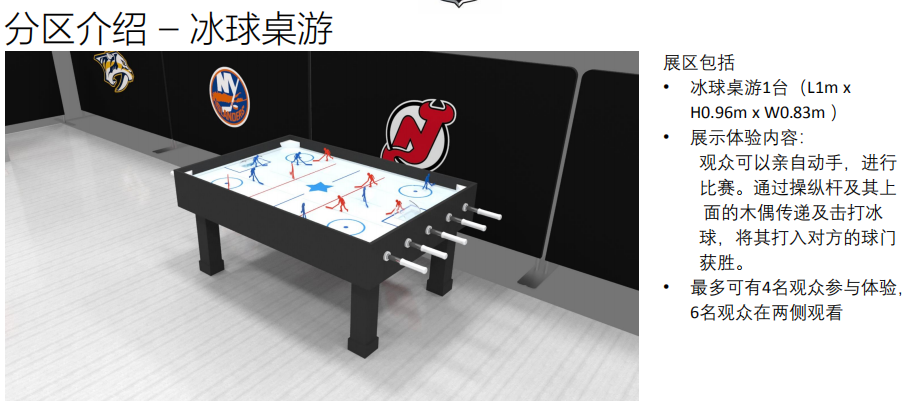 分区介绍 – 冰球桌游
NY
ISLANDERS
NJ
展区包括
• 冰球桌游1台（L1m x
H0.96m x W0.83m ）
• 展示体验内容:
观众可以亲自动手，进行
比赛。通过操纵杆及其上
面的木偶传递及击打冰
球，将其打入对方的球门
获胜。
• 最多可有4名观众参与体验，
6名观众在两侧观看